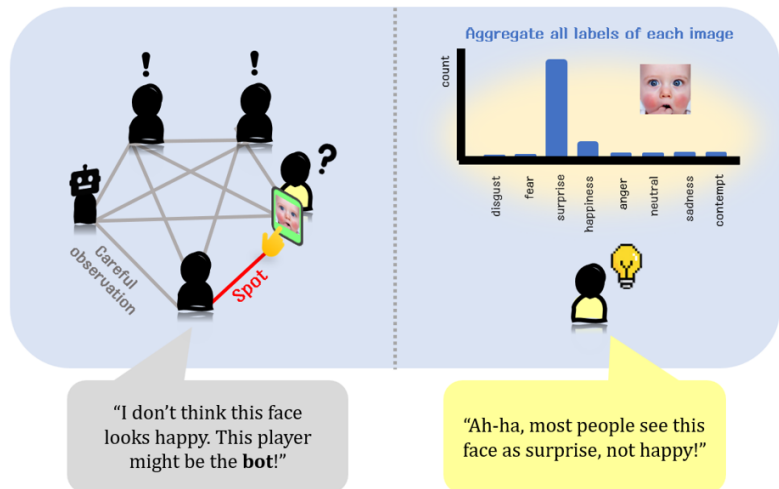 !
!
?
Careful
observation
Spot
“I don’t think this face
looks happy. This player
might be the bot!”
Aggregate all labels of each image
count
disgust
fear
surprise
happiness
anger
neutral
sadness
contempt
“Ah-ha, most people see this
face as surprise, not happy!”